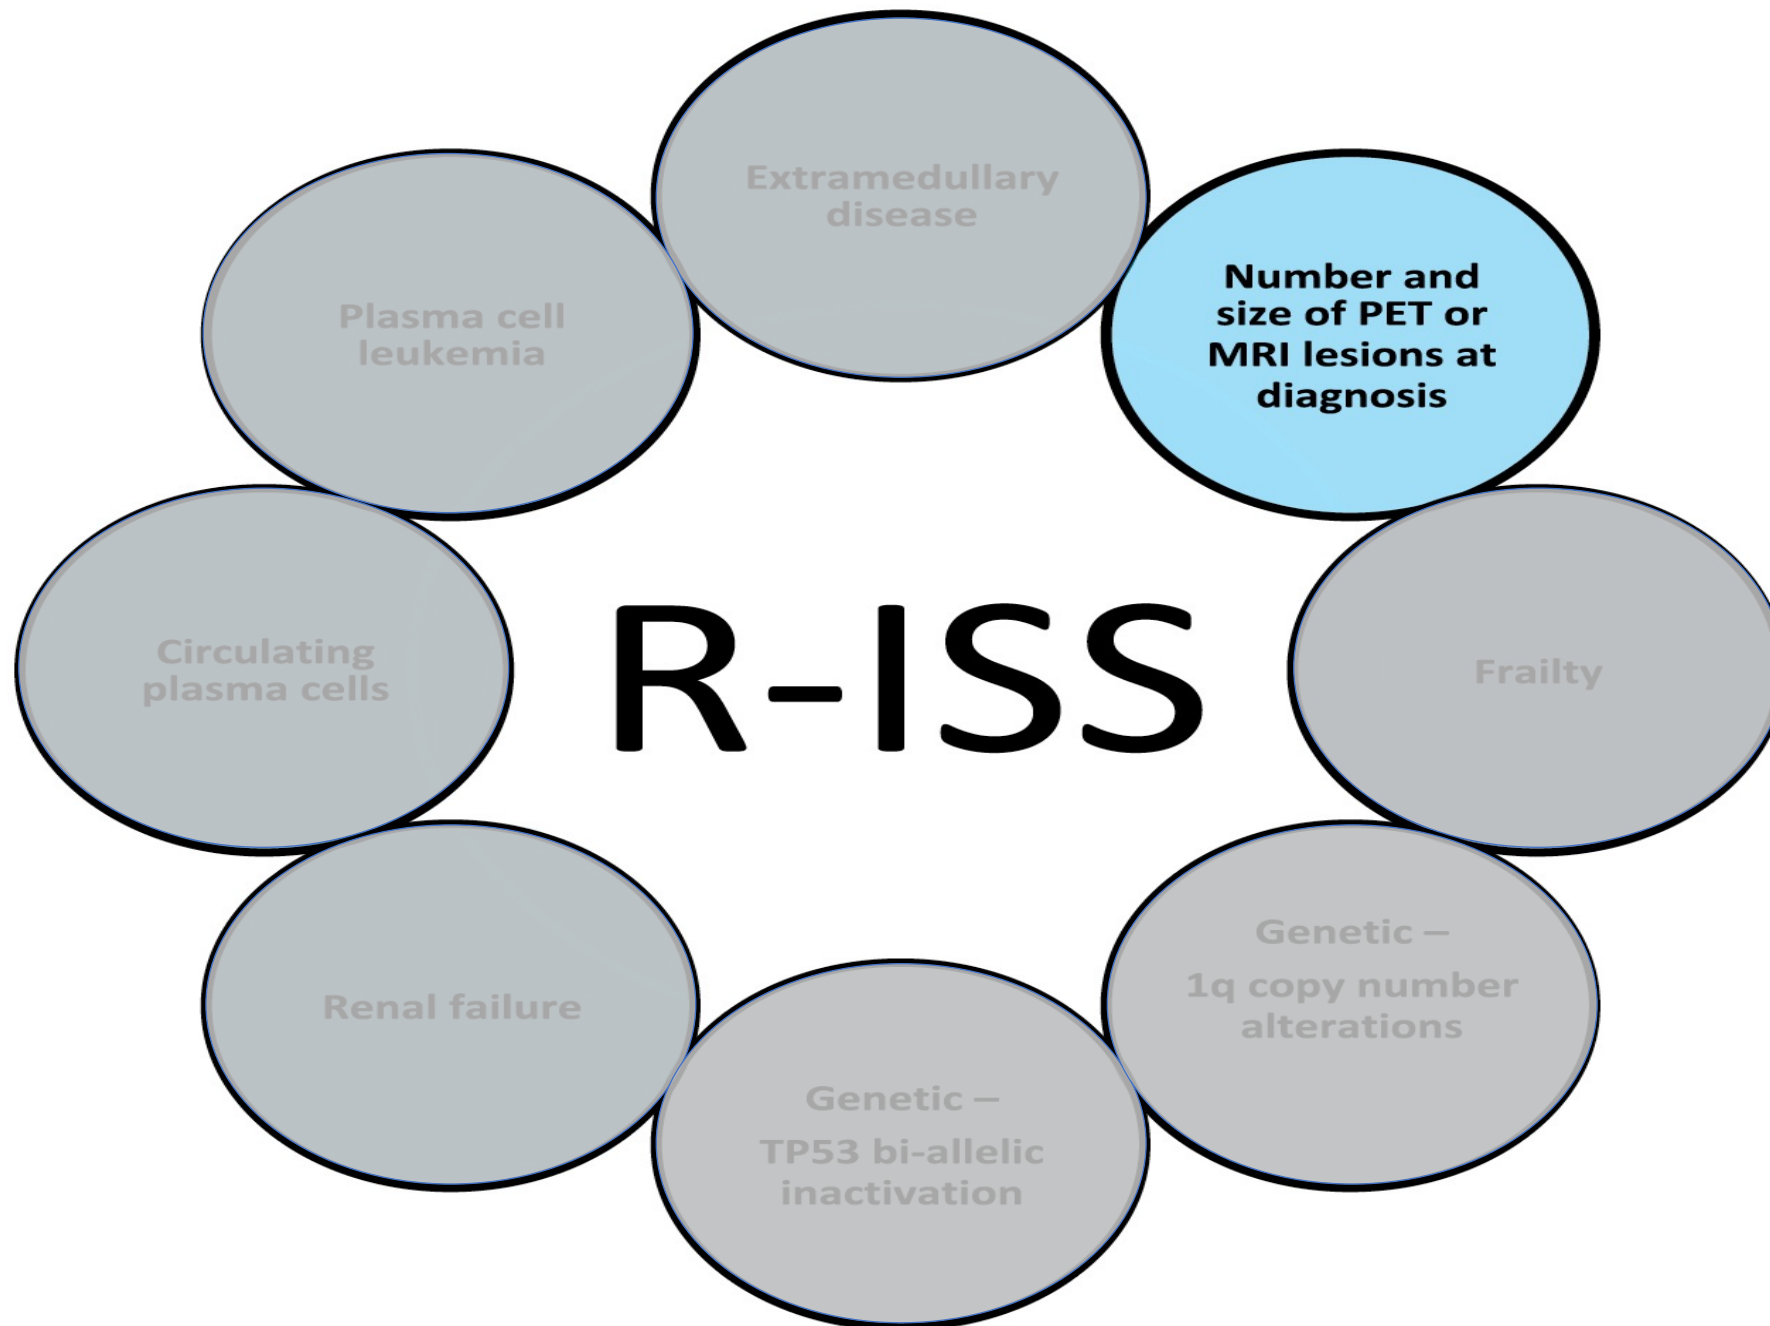 Extramedullary
disease
Number and
size of PET or
MRI lesions at
diagnosis
Plasma cell
leukemia
Circulating
plasma cells
R-ISS
Frailty
Genetic –
1q copy number
alterations
Renal failure
Genetic –
TP53 bi-allelic
inactivation